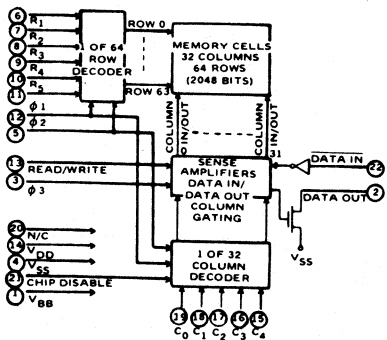 6 R1 ROW 0
7 R2 1 OF 64 ROW DECODER
8 R3
9 R4
10 R5
11
MEMORY CELLS
32 COLUMNS
64 ROWS
(2048 BITS)
ROW 63
12 φ1
5 φ2
COLUMN 0 IN/OUT
COLUMN 31 IN/OUT
13 READ/WRITE
3 φ3
SENSE
AMPLIFIERS
DATA IN/
DATA OUT
COLUMN
GATING
DATA IN 22
DATA OUT 2
VSS
20 N/C
14 VDD
4 VSS
21 CHIP DISABLE
1 VBB
1 OF 32
COLUMN
DECODER
19 18 17 16 15
C0 C1 C2 C3 C4